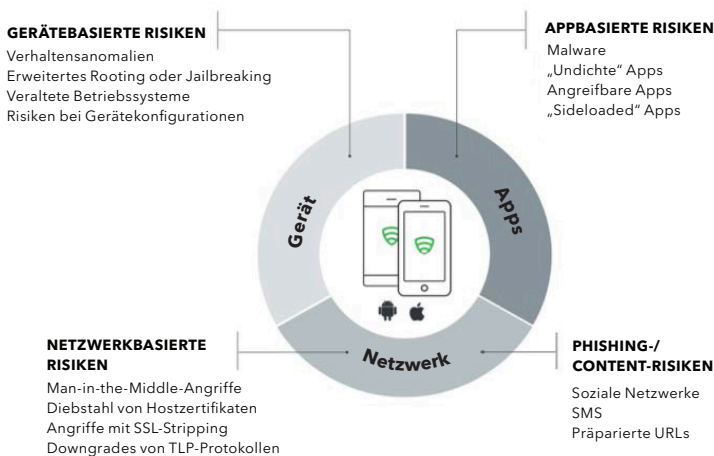 GERÄTEBASIERTE RISIKEN
Verhaltensanomalien
Erweitertes Rooting oder Jailbreaking
Veraltete Betriebssysteme
Risiken bei Gerätekonfigurationen
APPBASIERTE RISIKEN
Malware
„Undichte“ Apps
Angreifbare Apps
„Sideloaded“ Apps
Gerät
Apps
Netzwerk
NETZWERKBASIERTE
RISIKEN
Man-in-the-Middle-Angriffe
Diebstahl von Hostzertifikaten
Angriffe mit SSL-Stripping
Downgrades von TLP-Protokollen
PHISHING-/
CONTENT-RISIKEN
Soziale Netzwerke
SMS
Präparierte URLs